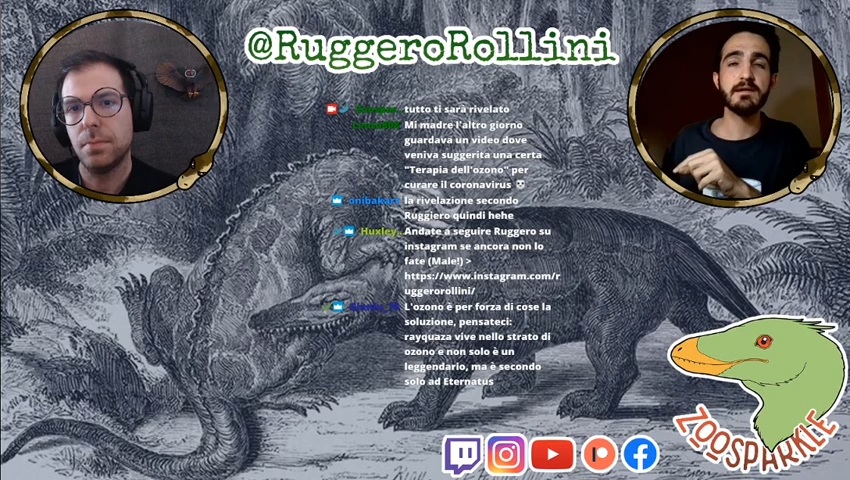 @RuggeroRollini
tutto ti sarà rivelato
Mi madre l'altro giorno
guardava un video dove
veniva suggerita una certa
"Terapia dell'ozono" per
curare il coronavirus
onibakars la rivelazione secondo
Ruggiero quindi hehe
Huxley_ Andate a seguire Ruggero su
instagram se ancora non lo
fate (Male!) >
https://www.instagram.com/r
uggerorollini/
L'ozono è per forza di cose la
soluzione, pensateci:
rayquaza vive nello strato di
ozono e non solo è un
leggendario, ma è secondo
solo ad Eternatus
ZOOSPARKLE